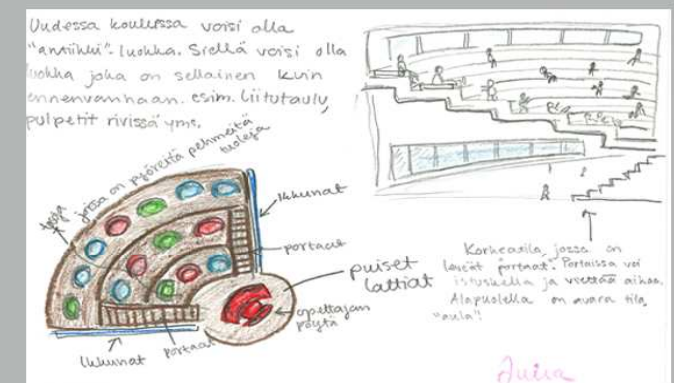 Uudessa koulussa voisi olla
"antiikki"-luokka. Siellä voisi olla
luokka joka on sellainen kuin
ennenvanhaan. esim. Liitutaulu,
pulpetit rivissä yms.
jossa on pyöreitä pehmeitä
tuoleja
Ikkunat
portaat
puiset
lattiat
opettajan
pöytä
Ikkunat
portaat
Korkea tila, jossa on
leveät "portaat". Portaissa voi
istuskella ja viettää aikaa.
Alapuolella on avara tila,
"aula".